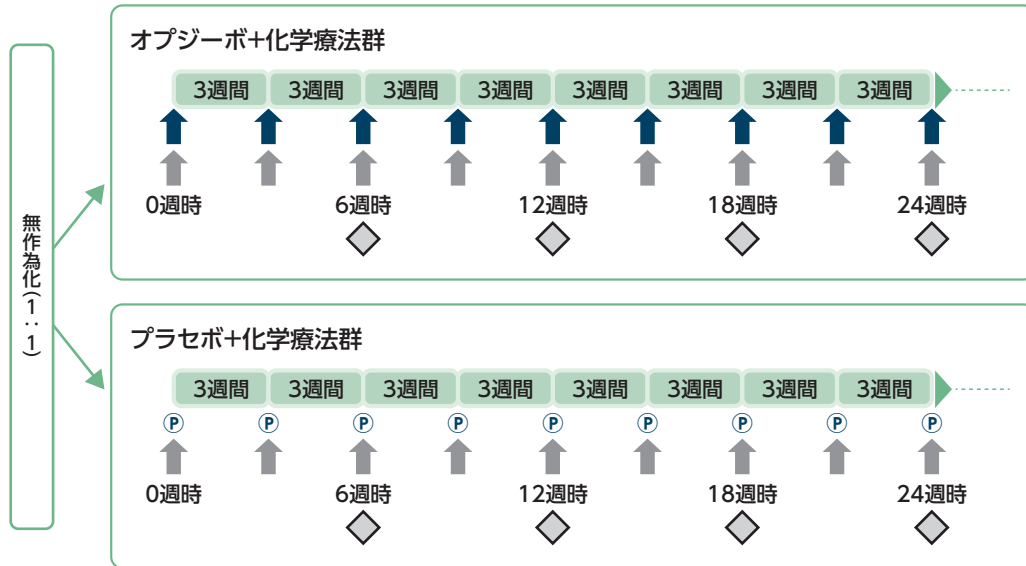 無作為化(1:1)
オプジーボ+化学療法群
3週間 3週間 3週間 3週間 3週間 3週間 3週間 3週間
0週時 6週時 12週時 18週時 24週時
プラセボ+化学療法群
3週間 3週間 3週間 3週間 3週間 3週間 3週間 3週間
P P P P P P P P P
0週時 6週時 12週時 18週時 24週時